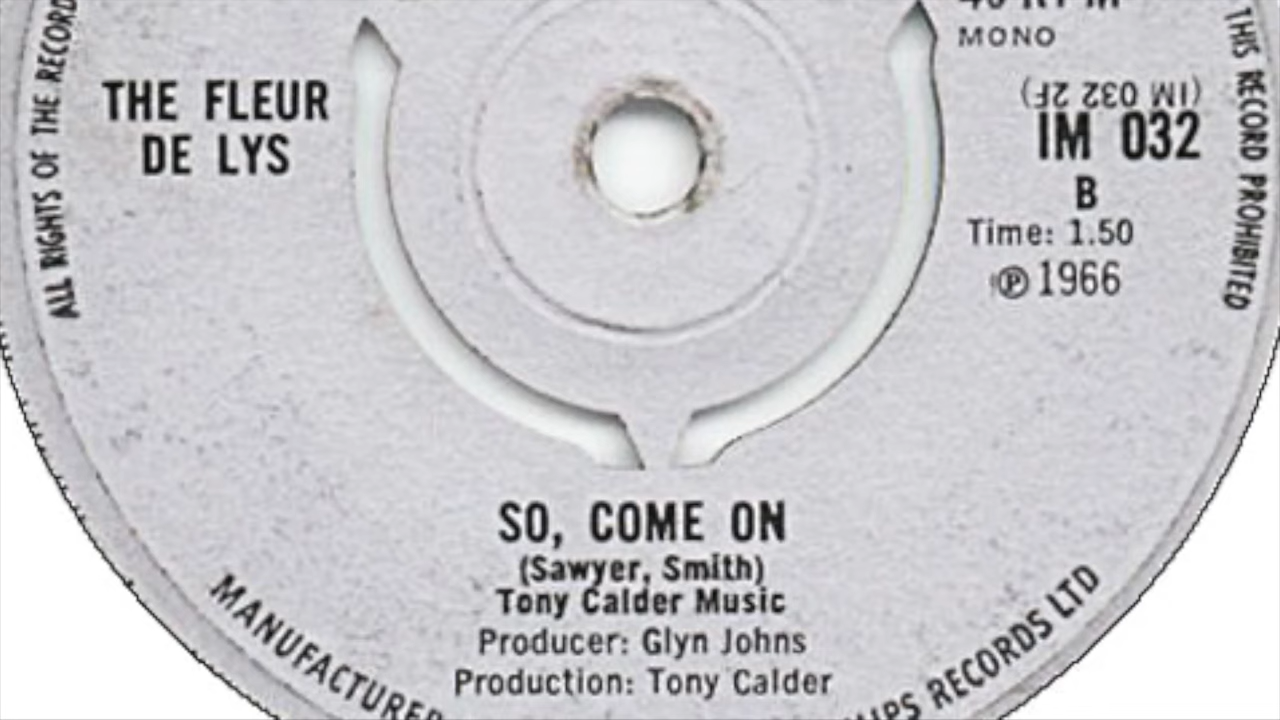 ALL RIGHTS OF THE RECORD
THE FLEUR
DE LYS
MONO
(IM 032 2F)
IM 032
B
Time: 1.50
℗ 1966
THIS RECORD PROHIBITED
SO, COME ON
(Sawyer, Smith)
Tony Calder Music
Producer: Glyn Johns
Production: Tony Calder
MANUFACTURED
RECORDS LTD